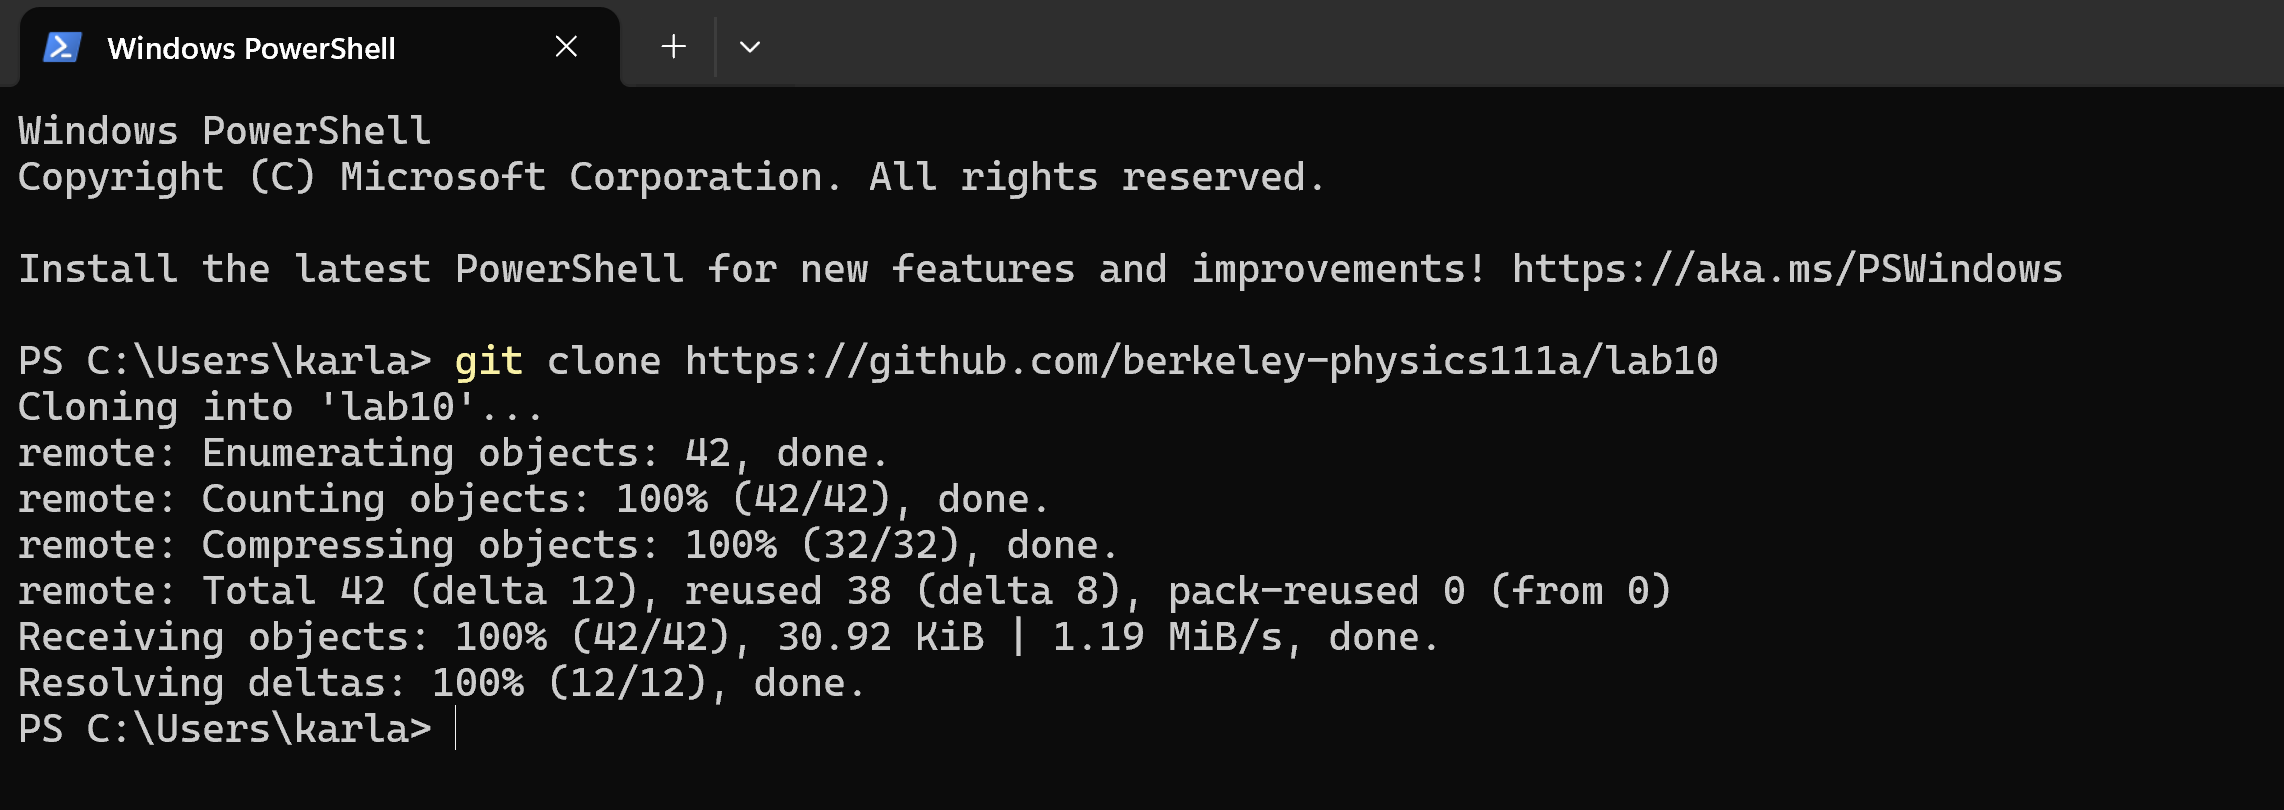 Windows PowerShell
Windows PowerShell
Copyright (C) Microsoft Corporation. All rights reserved.
Install the latest PowerShell for new features and improvements! https://aka.ms/PSWindows
PS C:\Users\karla> git clone https://github.com/berkeley-physics111a/lab10
Cloning into 'lab10'...
remote: Enumerating objects: 42, done.
remote: Counting objects: 100% (42/42), done.
remote: Compressing objects: 100% (32/32), done.
remote: Total 42 (delta 12), reused 38 (delta 8), pack-reused 0 (from 0)
Receiving objects: 100% (42/42), 30.92 KiB | 1.19 MiB/s, done.
Resolving deltas: 100% (12/12), done.
PS C:\Users\karla>